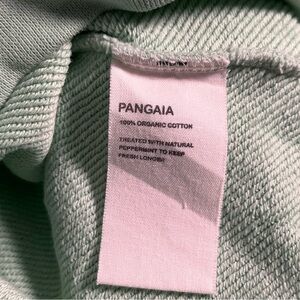 PANGAIA
100% ORGANIC COTTON
TREATED WITH NATURAL
PEPPERMINT TO KEEP
FRESH LONGER